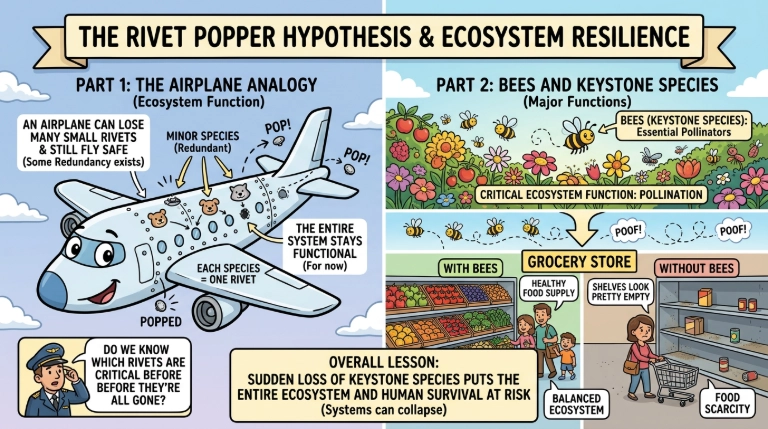 THE RIVET POPPER HYPOTHESIS & ECOSYSTEM RESILIENCE
PART 1: THE AIRPLANE ANALOGY
(Ecosystem Function)
AN AIRPLANE CAN LOSE
MANY SMALL RIVETS
& STILL FLY SAFE
(Some Redundancy exists)
MINOR SPECIES
(Redundant)
POP!
POP!
THE ENTIRE
SYSTEM STAYS
FUNCTIONAL
(For now)
EACH SPECIES
= ONE RIVET
POPPED
DO WE KNOW
WHICH RIVETS ARE
CRITICAL BEFORE
BEFORE THEY'RE
ALL GONE?
PART 2: BEES AND KEYSTONE SPECIES
(Major Functions)
BEES (KEYSTONE SPECIES):
Essential Pollinators
CRITICAL ECOSYSTEM FUNCTION: POLLINATION
POOF!
POOF!
GROCERY STORE
WITH BEES
HEALTHY
FOOD SUPPLY
BALANCED
ECOSYSTEM
WITHOUT BEES
SHELVES LOOK
PRETTY EMPTY
FOOD
SCARCITY
OVERALL LESSON:
SUDDEN LOSS OF KEYSTONE SPECIES PUTS THE
ENTIRE ECOSYSTEM AND HUMAN SURVIVAL AT RISK
(Systems can collapse)